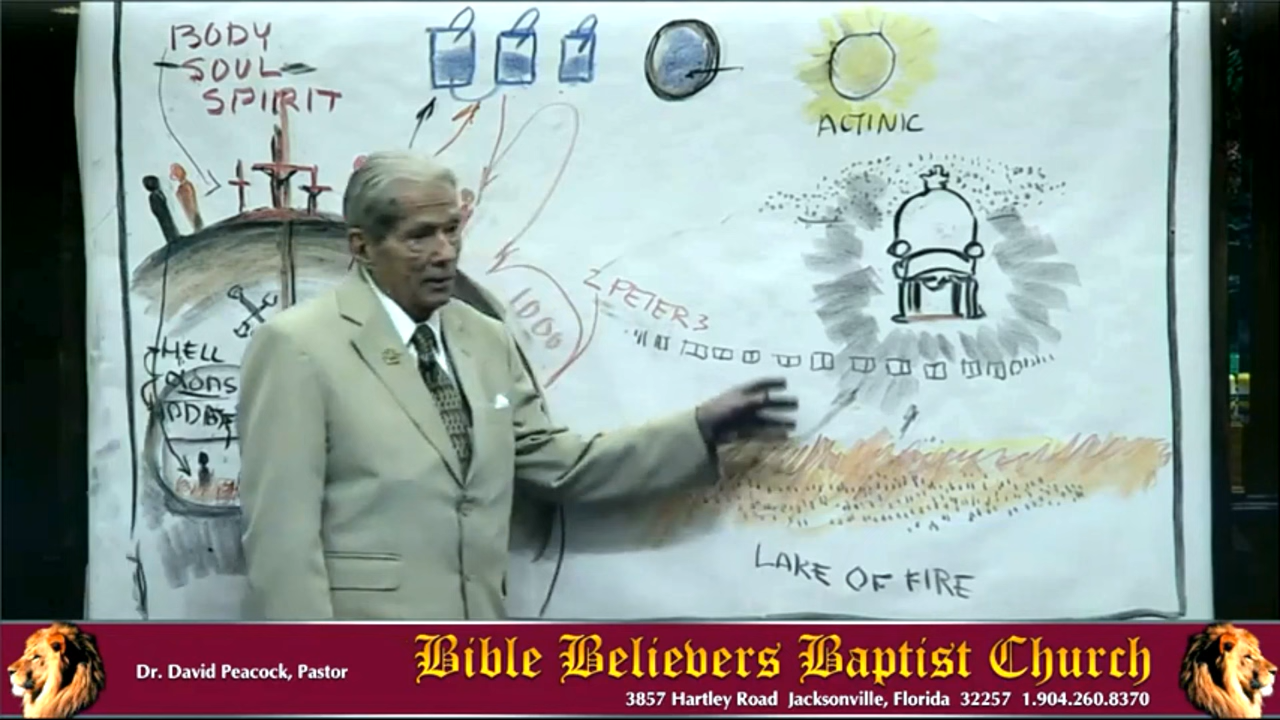 BODY
SOUL
SPIRIT
ACTINIC
1000
2 PETER 3
HELL
LAKE OF FIRE
Dr. David Peacock, Pastor
Bible Believers Baptist Church
3857 Hartley Road Jacksonville, Florida 32257 1.904.260.8370